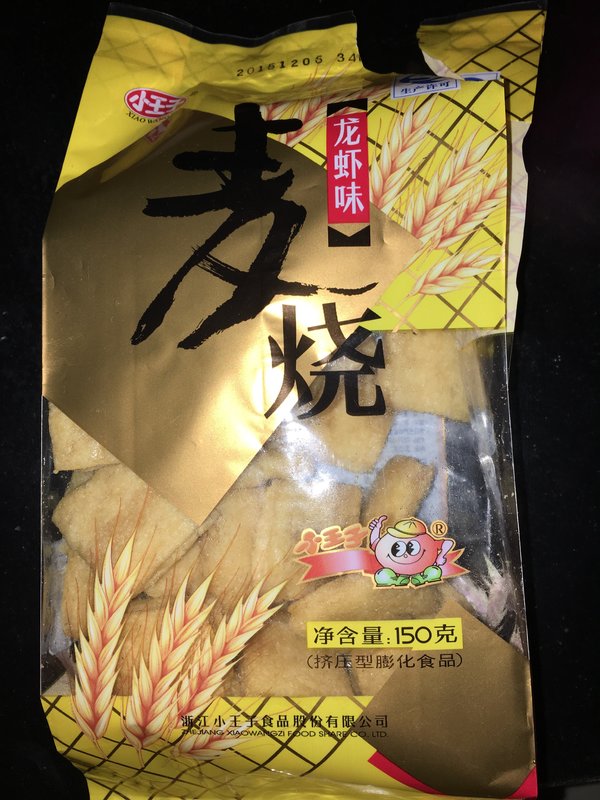 20151206 34
小王子
XIAO WAN
生产许可
龙虾味
麦
烧
小王子
®
净含量:150克
(挤压型膨化食品)
浙江小王子食品股份有限公司
ZHEJIANG XIAOWANGZI FOOD SHARE CO., LTD.